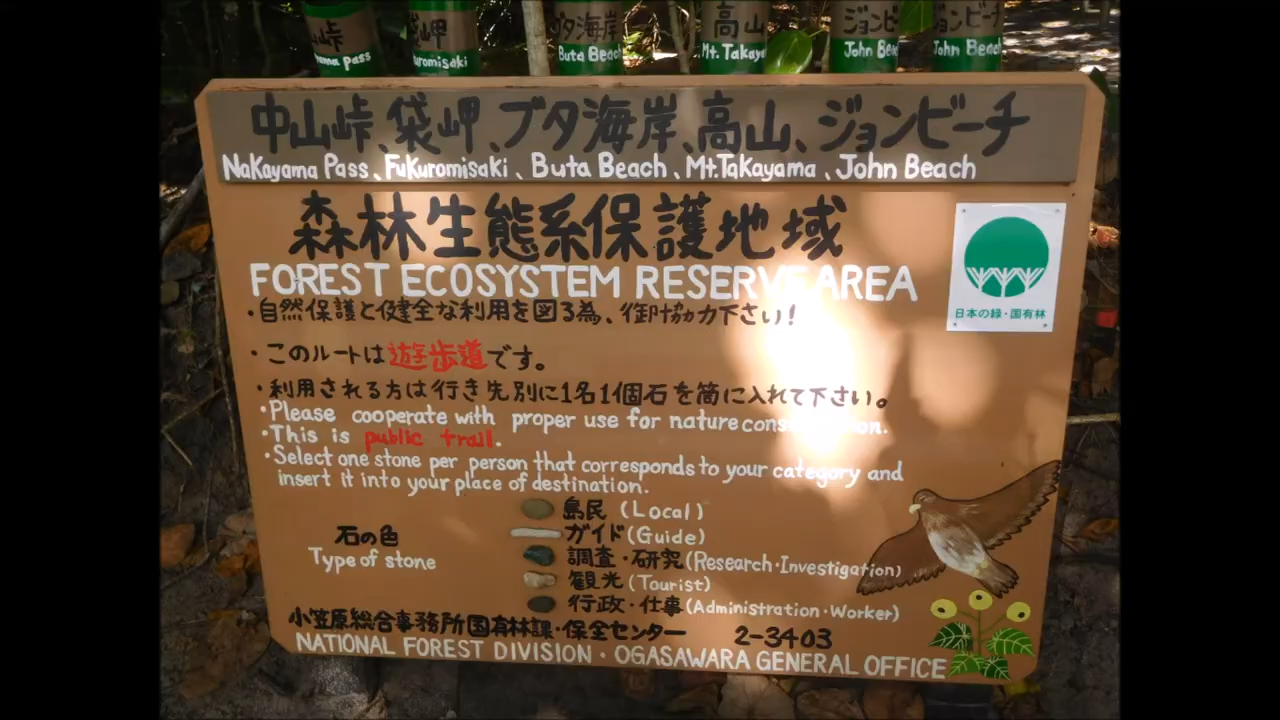 峠 岬 ブタ海岸 高山 ジョンビ ジョンビーチ
Pass uromisaki Buta Beach Mt. Takaya John Bea John Beach
中山峠、袋岬、ブタ海岸、高山、ジョンビーチ
Nakayama Pass、Fukuromisaki、Buta Beach、Mt.Takayama、John Beach
森林生態系保護地域
FOREST ECOSYSTEM RESERVE AREA
・自然保護と健全な利用を図る為、御協力下さい!
日本の緑・国有林
・このルートは遊歩道です。
・利用される方は行き先別に1名1個石を筒に入れて下さい。
・Please cooperate with proper use for nature cons on.
・This is public trail.
・Select one stone per person that corresponds to your category and
insert it into your place of destination.
島民 (Local)
石の色 ガイド(Guide)
Type of stone 調査・研究(Research・Investigation)
観光(Tourist)
行政・仕事(Administration・Worker)
小笠原総合事務所国有林課・保全センター 2-3403
NATIONAL FOREST DIVISION・OGASAWARA GENERAL OFFICE